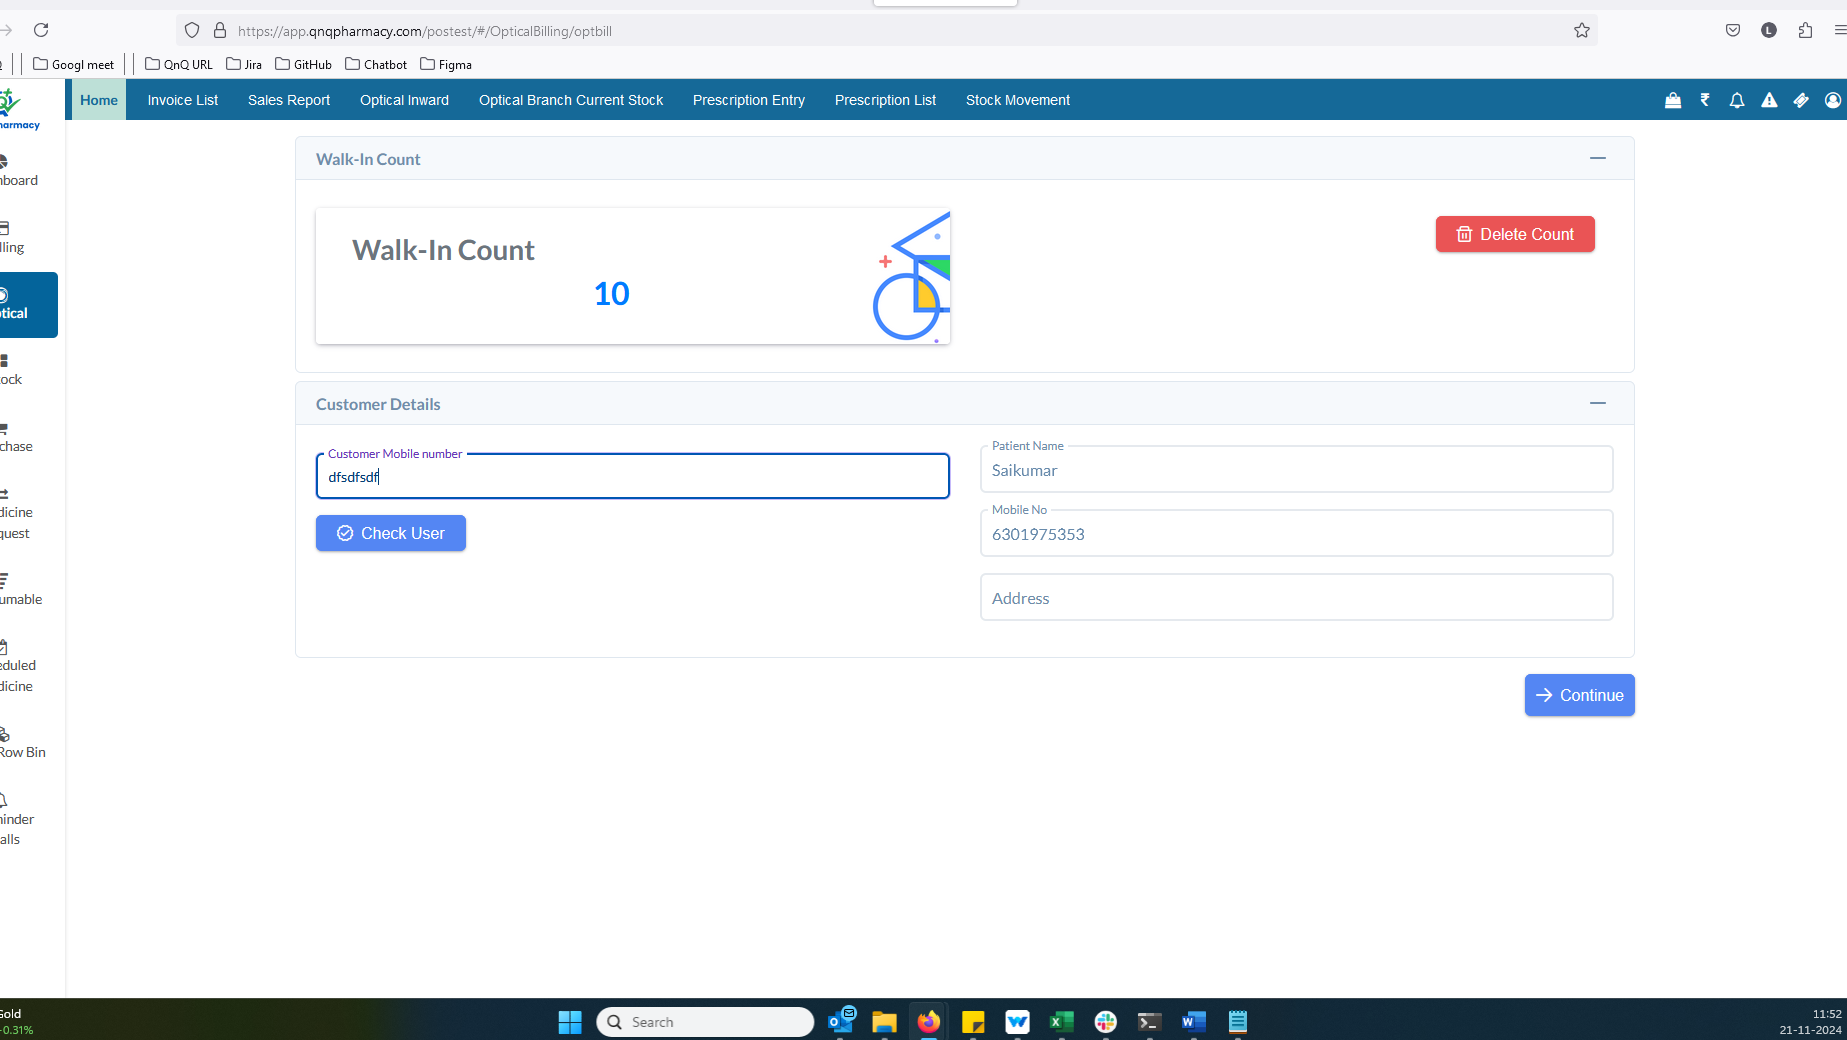 https://app.qnqpharmacy.com/postest/#/OpticalBilling/optbill
L
Googl meet
QnQ URL
Jira
GitHub
Chatbot
Figma
Home
Invoice List
Sales Report
Optical Inward
Optical Branch Current Stock
Prescription Entry
Prescription List
Stock Movement
₹
armacy
board
lling
tical
ock
chase
dicine
quest
umable
eduled
dicine
Row Bin
inder
alls
Walk-In Count
Walk-In Count
10
Delete Count
Customer Details
Customer Mobile number
dfsdfsdf
Check User
Patient Name
Saikumar
Mobile No
6301975353
Address
Continue
Gold
-0.31%
Search
11:52
21-11-2024